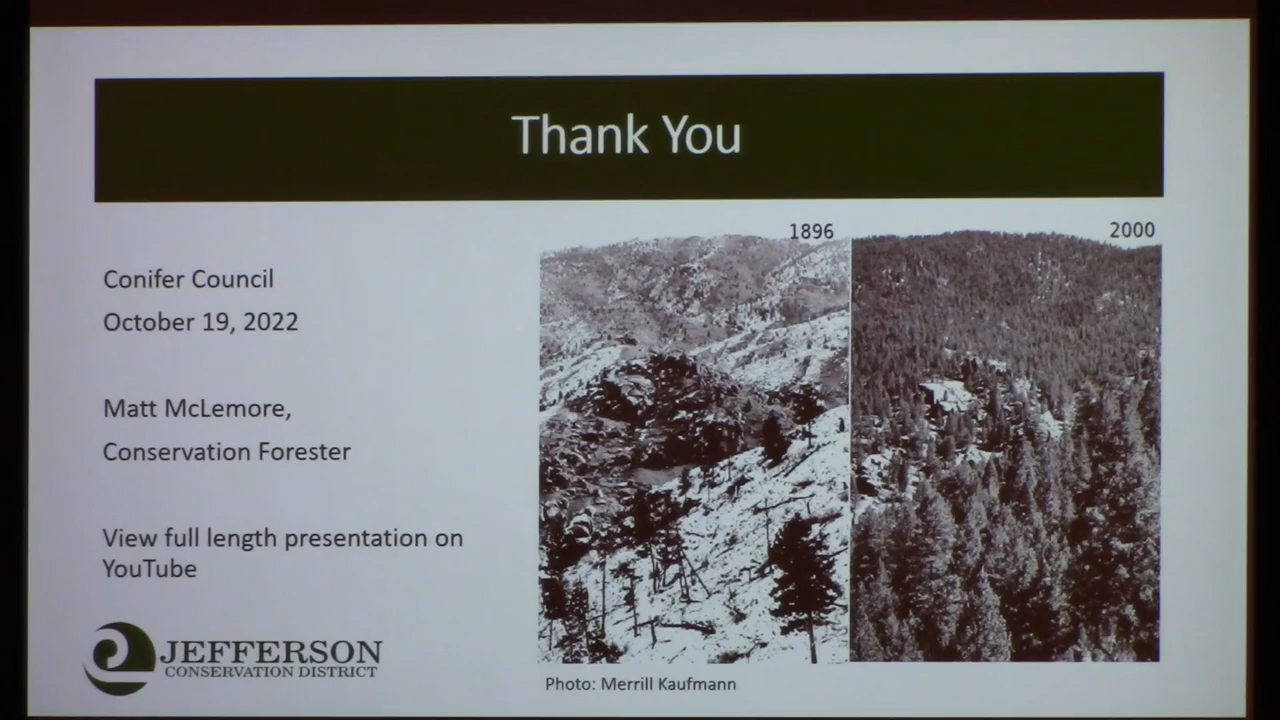 Thank You
Conifer Council
October 19, 2022
Matt McLemore,
Conservation Forester
View full length presentation on
YouTube
JEFFERSON
CONSERVATION DISTRICT
1896
2000
Photo: Merrill Kaufmann